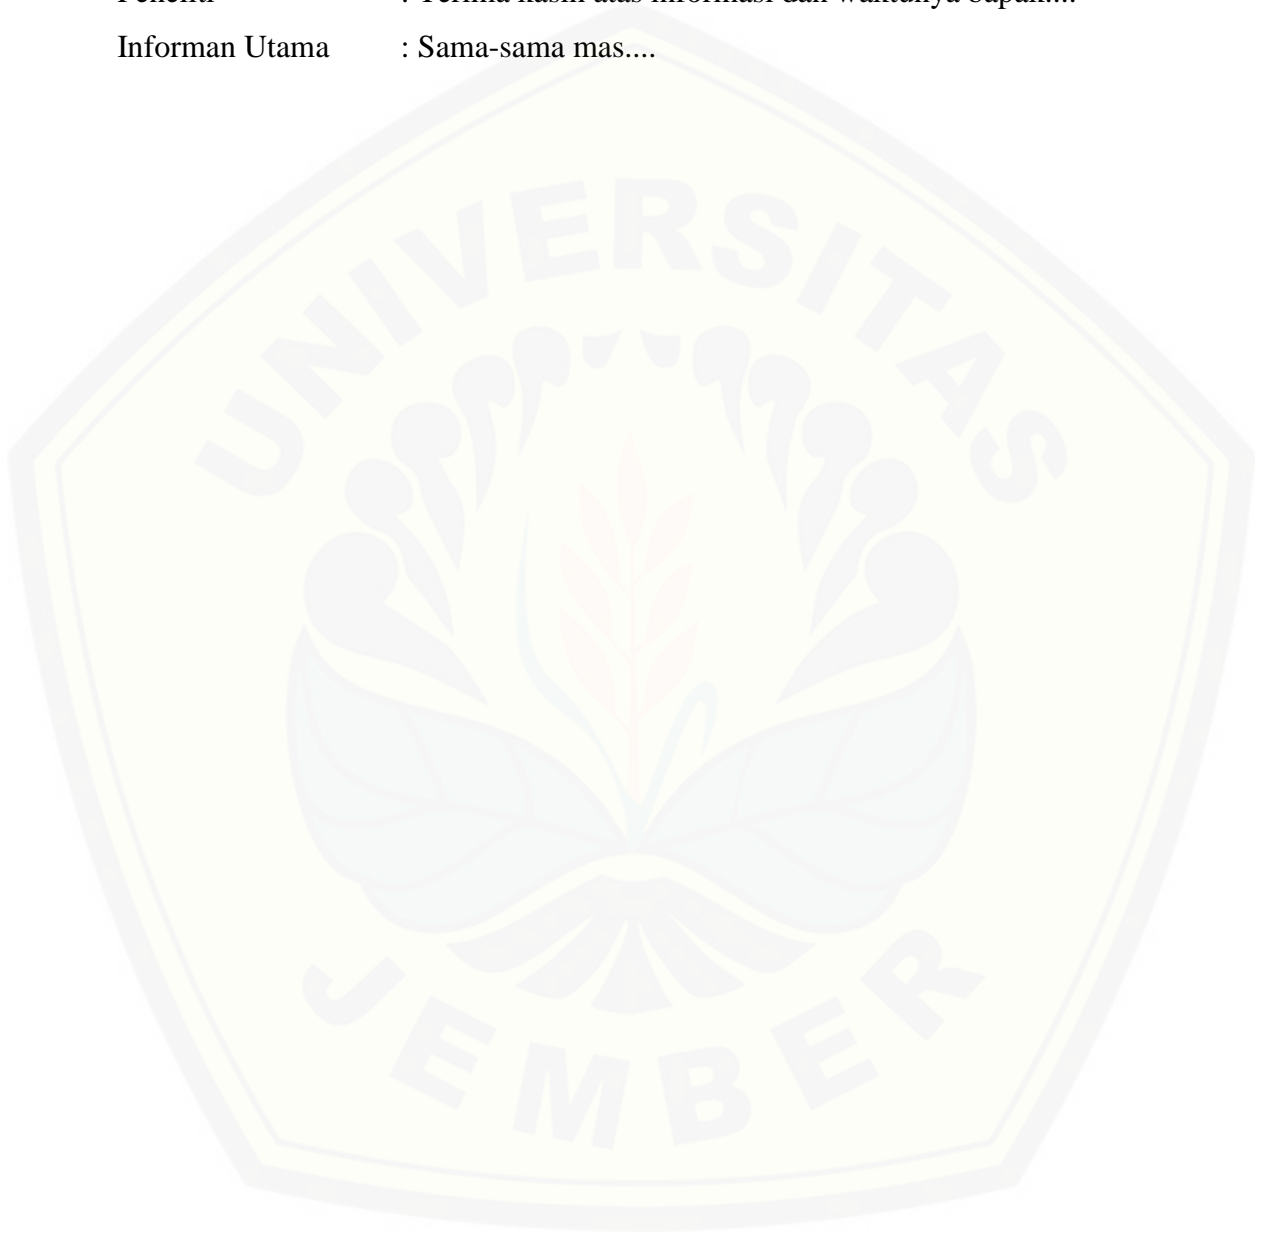 Peneliti : Terima kasih atas informasi dan waktunya bapak....
Informan Utama : Sama-sama mas....
UNIVERSITAS
JEMBER